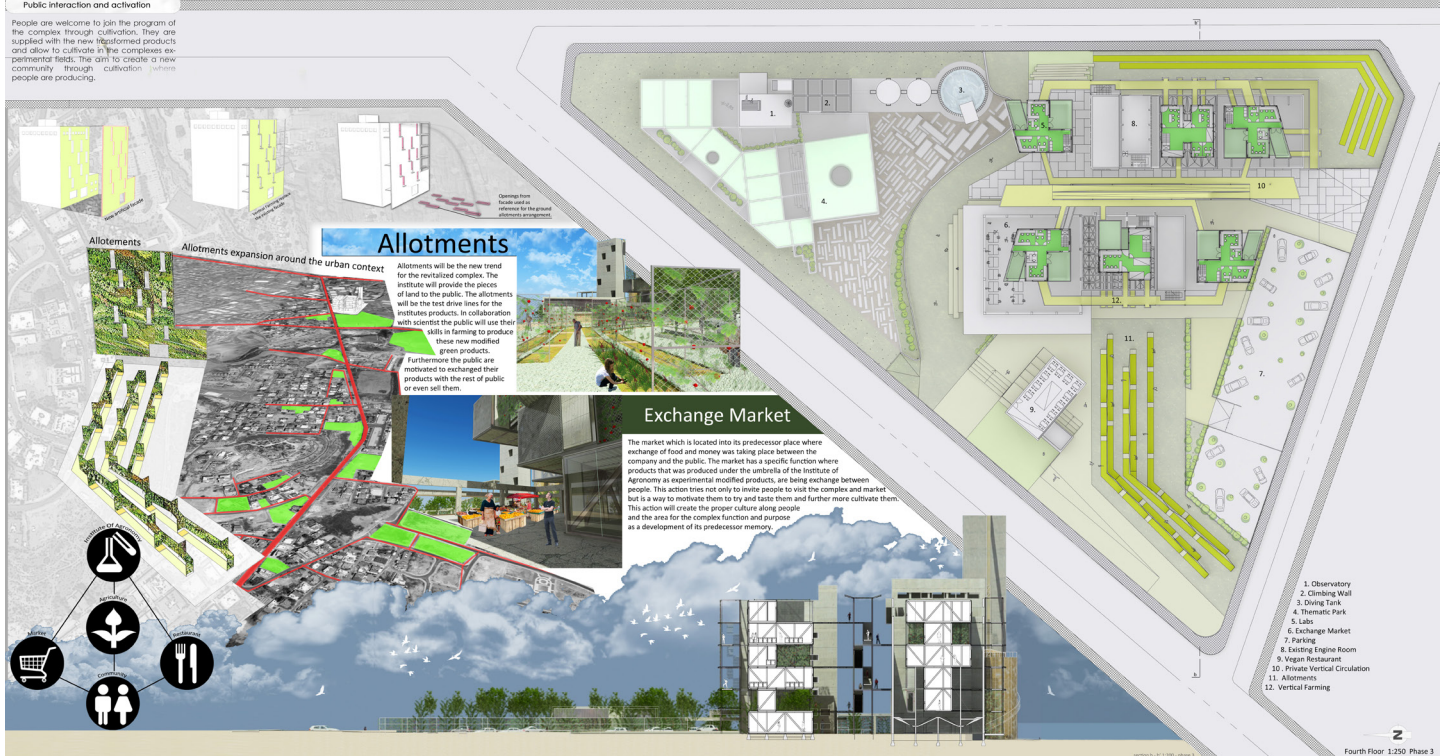 Public interaction and activation
People are welcome to join the program of
the complex through cultivation. They are
supplied with the new transformed products
and allow to cultivate in the complexes ex-
perimental fields. The aim to create a new
community through cultivation where
people are producing.
New artificial facade
Openings from
facade used as
reference for the ground
allotments arrangement.
Allotements
Allotments expansion around the urban context
Allotments
Allotments will be the new trend
for the revitalized complex. The
institute will provide the pieces
of land to the public. The allotments
will be the test drive lines for the
institutes products. In collaboration
with scientist the public will use their
skills in farming to produce
these new modified
green products.
Furthermore the public are
motivated to exchanged their
products with the rest of public
or even sell them.
Exchange Market
The market which is located into its predecessor place where
exchange of food and money was taking place between the
company and the public. The market has a specific function where
products that was produced under the umbrella of the Institute of
Agronomy as experimental modified products, are being exchange between
people. This action tries not only to invite people to visit the complex and market
but is a way to motivate them to try and taste them and further more cultivate them.
This action will create the proper culture along people
and the area for the complex function and purpose
as a development of its predecessor memory.
Institute Of Agronomy
Agriculture
Market
Restaurant
Community
1.
2.
3.
4.
5.
6.
7.
8.
9.
10
11.
12.
1. Observatory
2. Climbing Wall
3. Diving Tank
4. Thematic Park
5. Labs
6. Exchange Market
7. Parking
8. Existing Engine Room
9. Vegan Restaurant
10 . Private Vertical Circulation
11. Allotments
12. Vertical Farming
Z
Fourth Floor 1:250 Phase 3